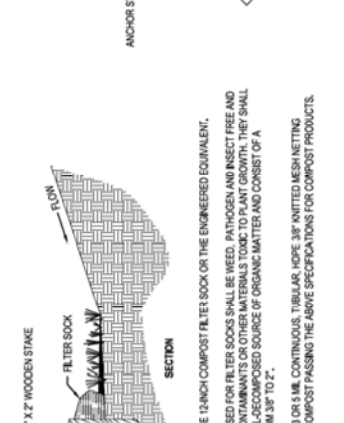 " X 2" WOODEN STAKE
FILTER SOCK
FLOW
SECTION
ANCHOR S
E 12-INCH COMPOST FILTER SOCK OR THE ENGINEERED EQUIVALENT.
SED FOR FILTER SOCKS SHALL BE WEED, PATHOGEN AND INSECT FREE AND
ONTAMINANTS OR OTHER MATERIALS TOXIC TO PLANT GROWTH. THEY SHALL
L-DECOMPOSED SOURCE OF ORGANIC MATTER AND CONSIST OF A
M 3/8" TO 2".
3 OR 5 MIL CONTINUOUS, TUBULAR, HDPE 3/8" KNITTED MESH NETTING
OMPOST PASSING THE ABOVE SPECIFICATIONS FOR COMPOST PRODUCTS.